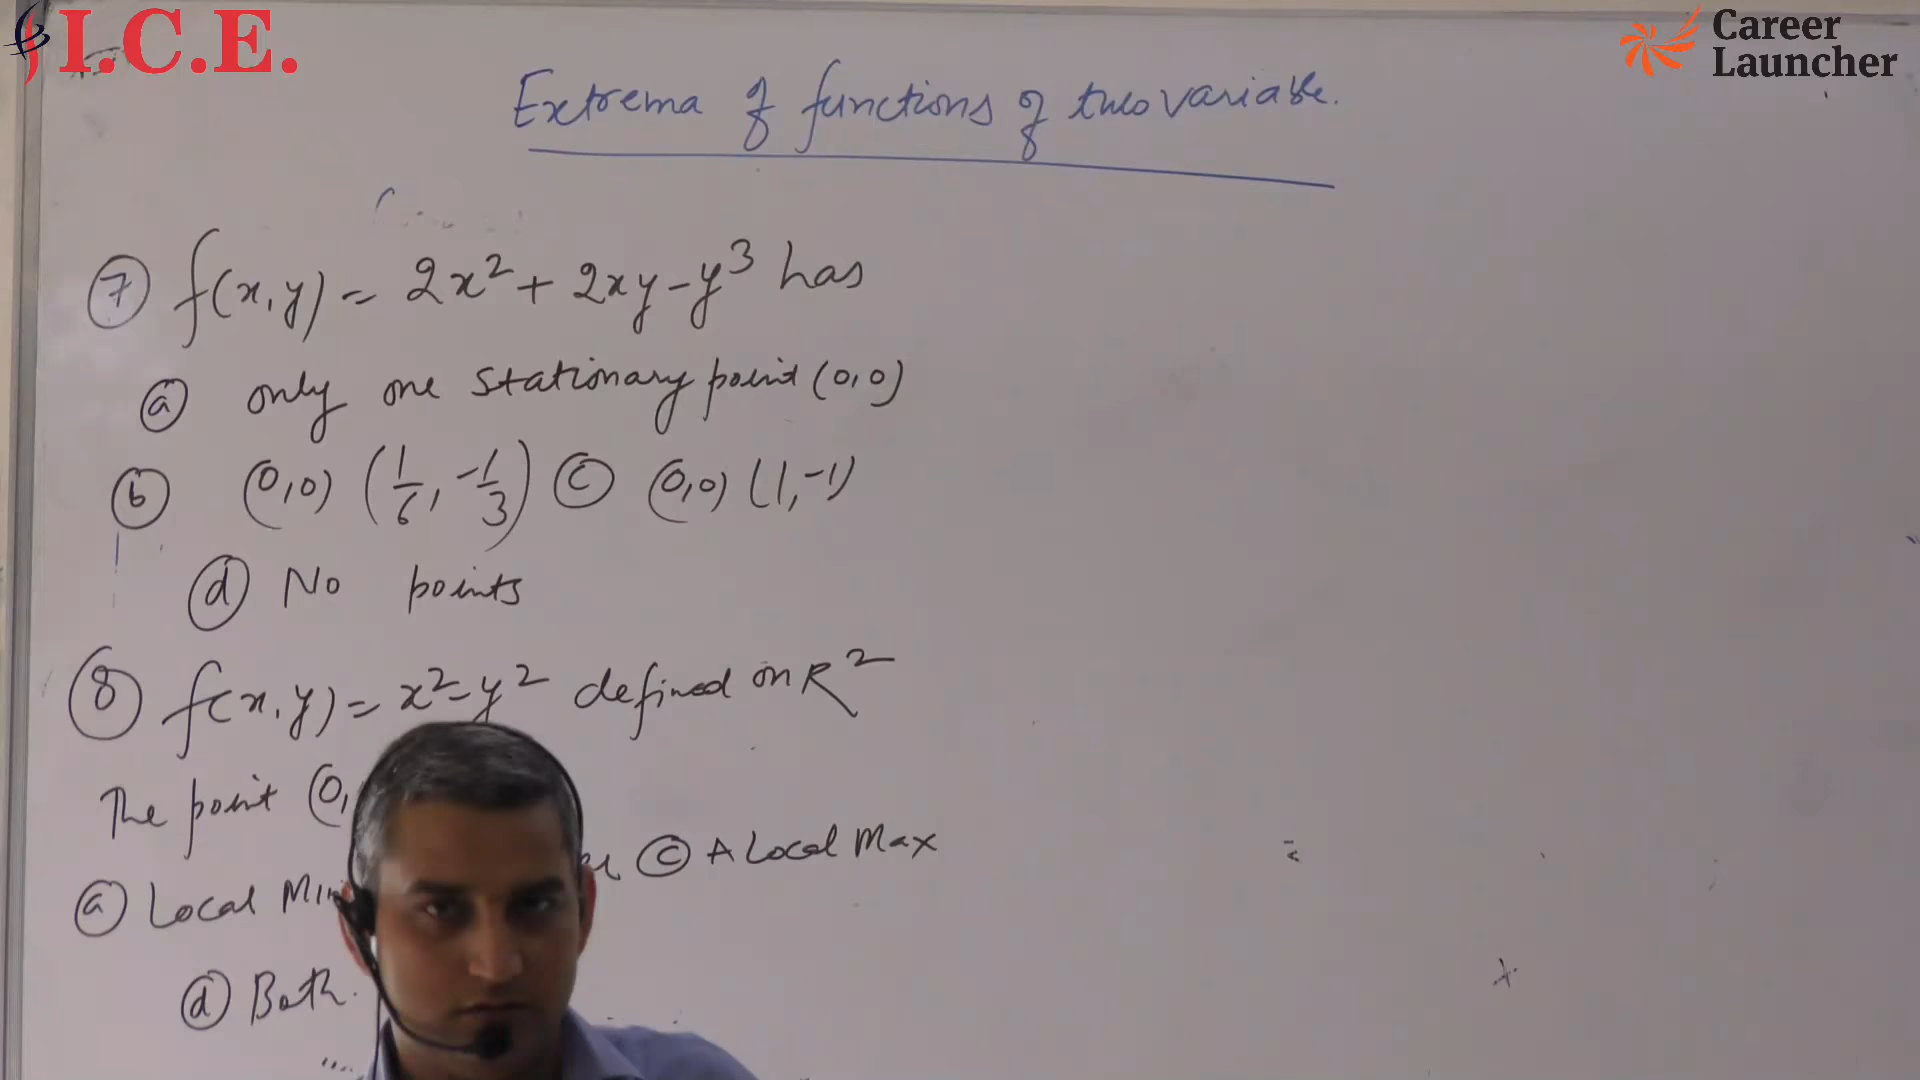 I.C.E.
Career
Launcher
Extrema of functions of two variable.
⑦ f(x,y) = 2x² + 2xy - y³ has
ⓐ only one stationary point (0,0)
ⓑ (0,0) (1/6, -1/3) ⓒ (0,0) (1,-1)
ⓓ No points
⑧ f(x,y) = x² - y² defined on R²
The point (0,
ⓐ Local Min ⓒ A Local Max
ⓓ Both.